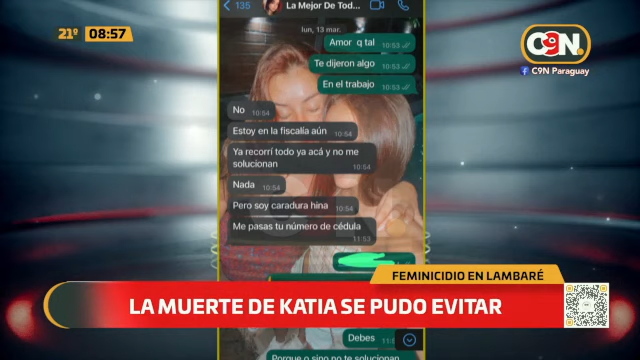 21º
08:57
135
La Mejor De Tod...
C9N
C9N Paraguay
lun, 13 mar.
Amor q tal 10:53
Te dijeron algo 10:53
En el trabajo 10:53
No 10:54
Estoy en la fiscalía aún 10:54
Ya recorrí todo ya acá y no me
solucionan 10:54
Nada 10:54
Pero soy caradura hina 10:54
Me pasas tu número de cédula
11:53
FEMINICIDIO EN LAMBARÉ
LA MUERTE DE KATIA SE PUDO EVITAR
Debes
Porque o sino no te solucionan